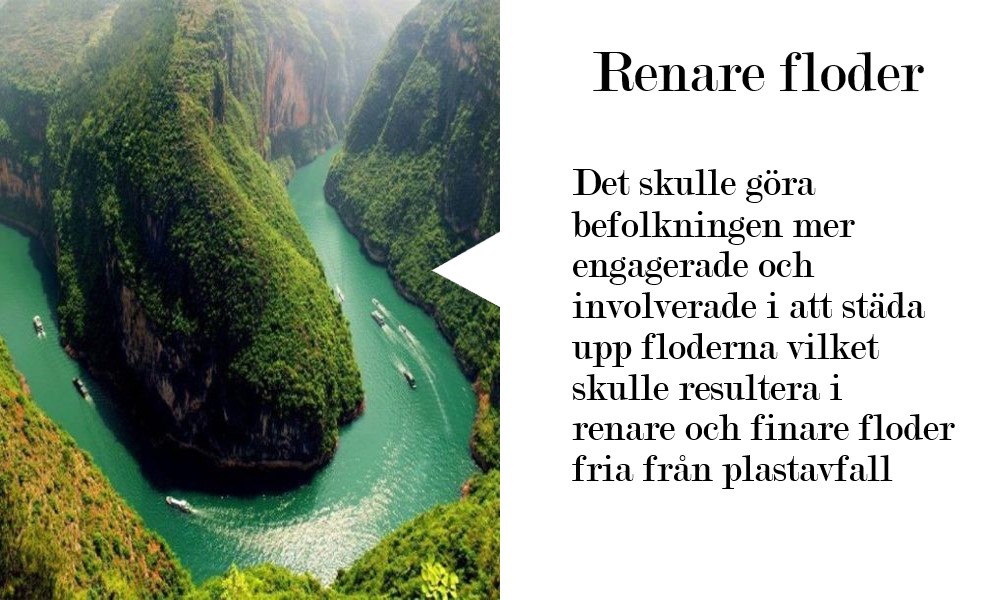 Renare floder
Det skulle göra
befolkningen mer
engagerade och
involverade i att städa
upp floderna vilket
skulle resultera i
renare och finare floder
fria från plastavfall